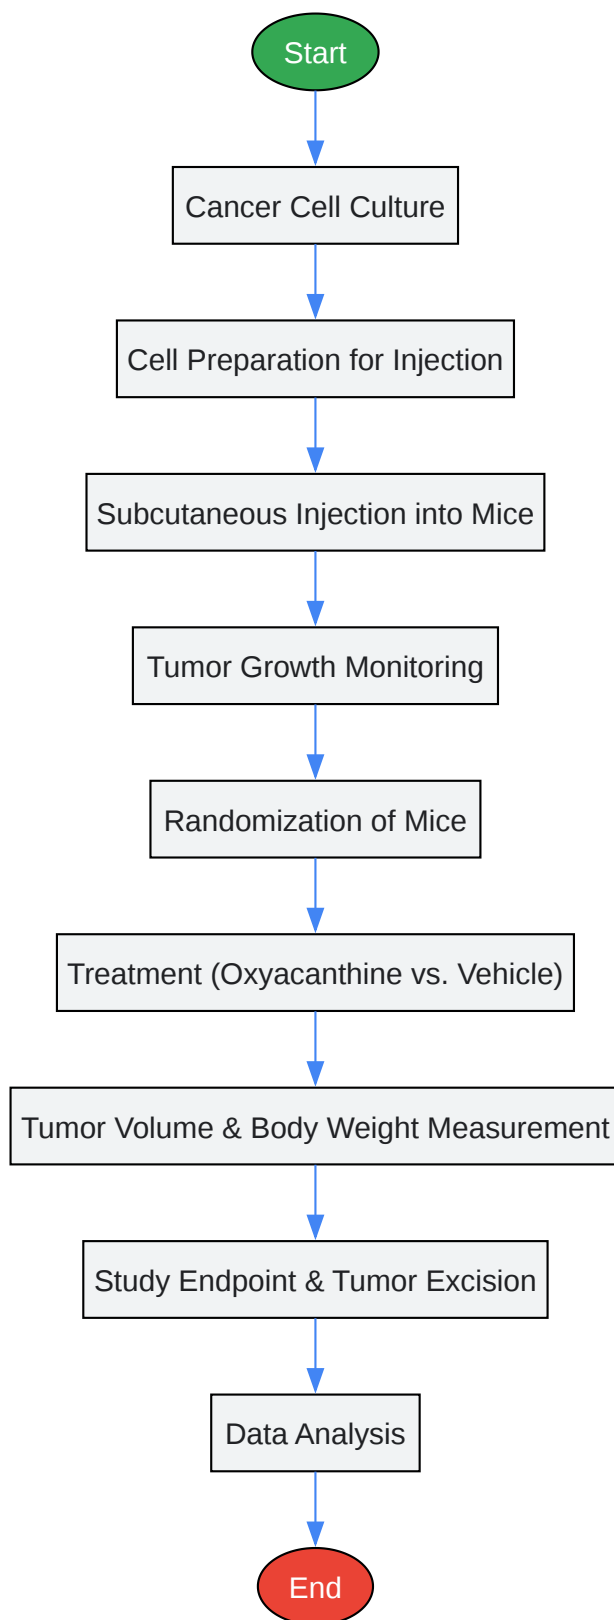 Start
Cancer Cell Culture
Cell Preparation for Injection
Subcutaneous Injection into Mice
Tumor Growth Monitoring
Randomization of Mice
Treatment (Oxyacanthine vs. Vehicle)
Tumor Volume & Body Weight Measurement
Study Endpoint & Tumor Excision
Data Analysis
End